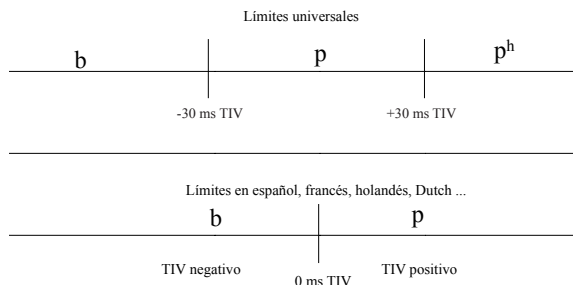 Límites universales
b p pʰ
-30 ms TIV +30 ms TIV
Límites en español, francés, holandés, Dutch ...
b p
TIV negativo TIV positivo
0 ms TIV